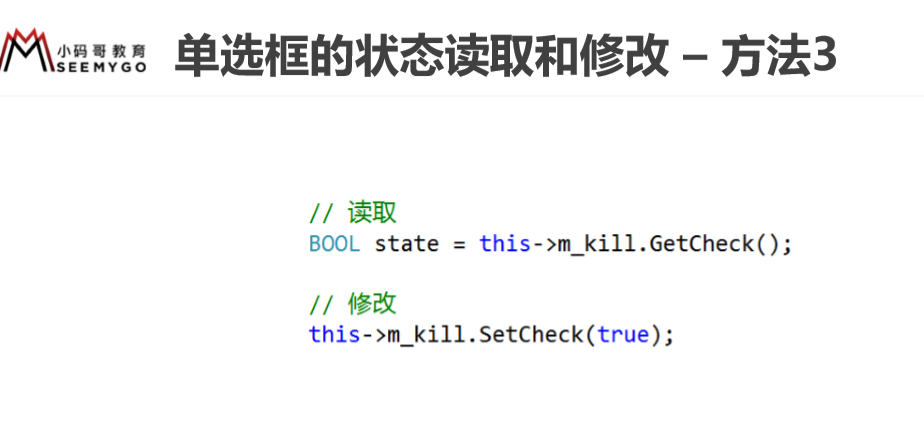 小码哥教育
SEEMYGO
单选框的状态读取和修改 – 方法3
// 读取
BOOL state = this->m_kill.GetCheck();
// 修改
this->m_kill.SetCheck(true);